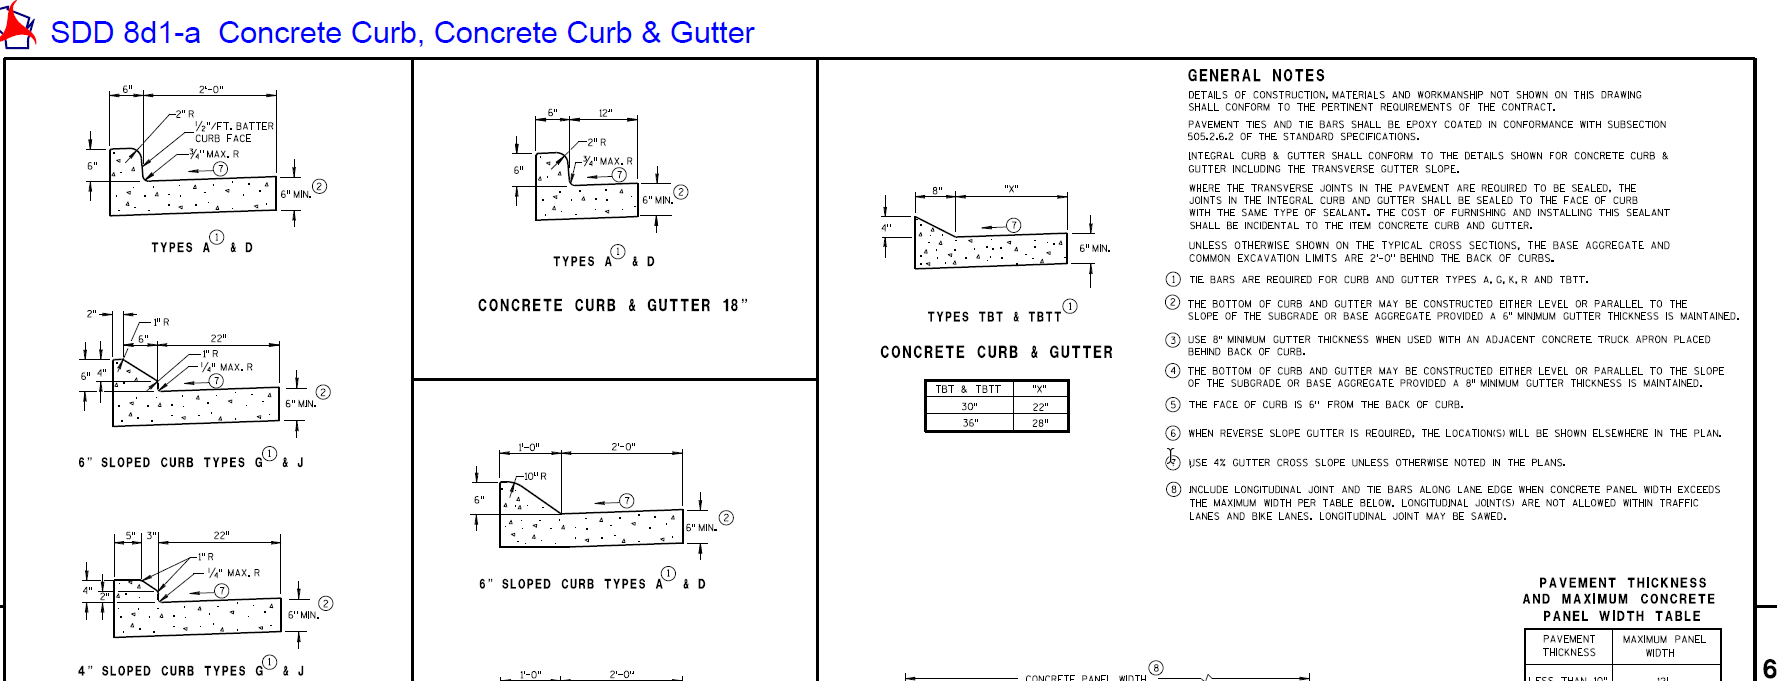 SDD 8d1-a Concrete Curb, Concrete Curb & Gutter
6"
2'-0"
2" R
1/2"/FT. BATTER
CURB FACE
3/4" MAX. R
7
6"
6" MIN.
2
TYPES A 1 & D
2"
1" R
6"
22"
1" R
1/4" MAX. R
7
6"
4"
6" MIN.
2
6" SLOPED CURB TYPES G 1 & J
5"
3"
22"
1" R
1/4" MAX. R
7
4"
2"
6" MIN.
2
4" SLOPED CURB TYPES G 1 & J
6"
12"
2" R
3/4" MAX. R
7
6"
6" MIN.
2
TYPES A 1 & D
CONCRETE CURB & GUTTER 18"
1'-0"
2'-0"
10" R
7
6"
6" MIN.
2
6" SLOPED CURB TYPES A 1 & D
1'-0"
2'-0"
8"
"X"
7
4"
6" MIN.
TYPES TBT & TBTT 1
CONCRETE CURB & GUTTER
TBT & TBTT "X"
30" 22"
36" 28"
GENERAL NOTES
DETAILS OF CONSTRUCTION, MATERIALS AND WORKMANSHIP NOT SHOWN ON THIS DRAWING
SHALL CONFORM TO THE PERTINENT REQUIREMENTS OF THE CONTRACT.
PAVEMENT TIES AND TIE BARS SHALL BE EPOXY COATED IN CONFORMANCE WITH SUBSECTION
505.2.6.2 OF THE STANDARD SPECIFICATIONS.
INTEGRAL CURB & GUTTER SHALL CONFORM TO THE DETAILS SHOWN FOR CONCRETE CURB &
GUTTER INCLUDING THE TRANSVERSE GUTTER SLOPE.
WHERE THE TRANSVERSE JOINTS IN THE PAVEMENT ARE REQUIRED TO BE SEALED, THE
JOINTS IN THE INTEGRAL CURB AND GUTTER SHALL BE SEALED TO THE FACE OF CURB
WITH THE SAME TYPE OF SEALANT. THE COST OF FURNISHING AND INSTALLING THIS SEALANT
SHALL BE INCIDENTAL TO THE ITEM CONCRETE CURB AND GUTTER.
UNLESS OTHERWISE SHOWN ON THE TYPICAL CROSS SECTIONS, THE BASE AGGREGATE AND
COMMON EXCAVATION LIMITS ARE 2'-0" BEHIND THE BACK OF CURBS.
1 TIE BARS ARE REQUIRED FOR CURB AND GUTTER TYPES A, G, K, R AND TBTT.
2 THE BOTTOM OF CURB AND GUTTER MAY BE CONSTRUCTED EITHER LEVEL OR PARALLEL TO THE
SLOPE OF THE SUBGRADE OR BASE AGGREGATE PROVIDED A 6" MINIMUM GUTTER THICKNESS IS MAINTAINED.
3 USE 8" MINIMUM GUTTER THICKNESS WHEN USED WITH AN ADJACENT CONCRETE TRUCK APRON PLACED
BEHIND BACK OF CURB.
4 THE BOTTOM OF CURB AND GUTTER MAY BE CONSTRUCTED EITHER LEVEL OR PARALLEL TO THE SLOPE
OF THE SUBGRADE OR BASE AGGREGATE PROVIDED A 8" MINIMUM GUTTER THICKNESS IS MAINTAINED.
5 THE FACE OF CURB IS 6" FROM THE BACK OF CURB.
6 WHEN REVERSE SLOPE GUTTER IS REQUIRED, THE LOCATION(S) WILL BE SHOWN ELSEWHERE IN THE PLAN.
7 USE 4% GUTTER CROSS SLOPE UNLESS OTHERWISE NOTED IN THE PLANS.
8 INCLUDE LONGITUDINAL JOINT AND TIE BARS ALONG LANE EDGE WHEN CONCRETE PANEL WIDTH EXCEEDS
THE MAXIMUM WIDTH PER TABLE BELOW. LONGITUDINAL JOINT(S) ARE NOT ALLOWED WITHIN TRAFFIC
LANES AND BIKE LANES. LONGITUDINAL JOINT MAY BE SAWED.
PAVEMENT THICKNESS
AND MAXIMUM CONCRETE
PANEL WIDTH TABLE
PAVEMENT THICKNESS
MAXIMUM PANEL WIDTH
LESS THAN 10" 12'
CONCRETE PANEL WIDTH 8
6